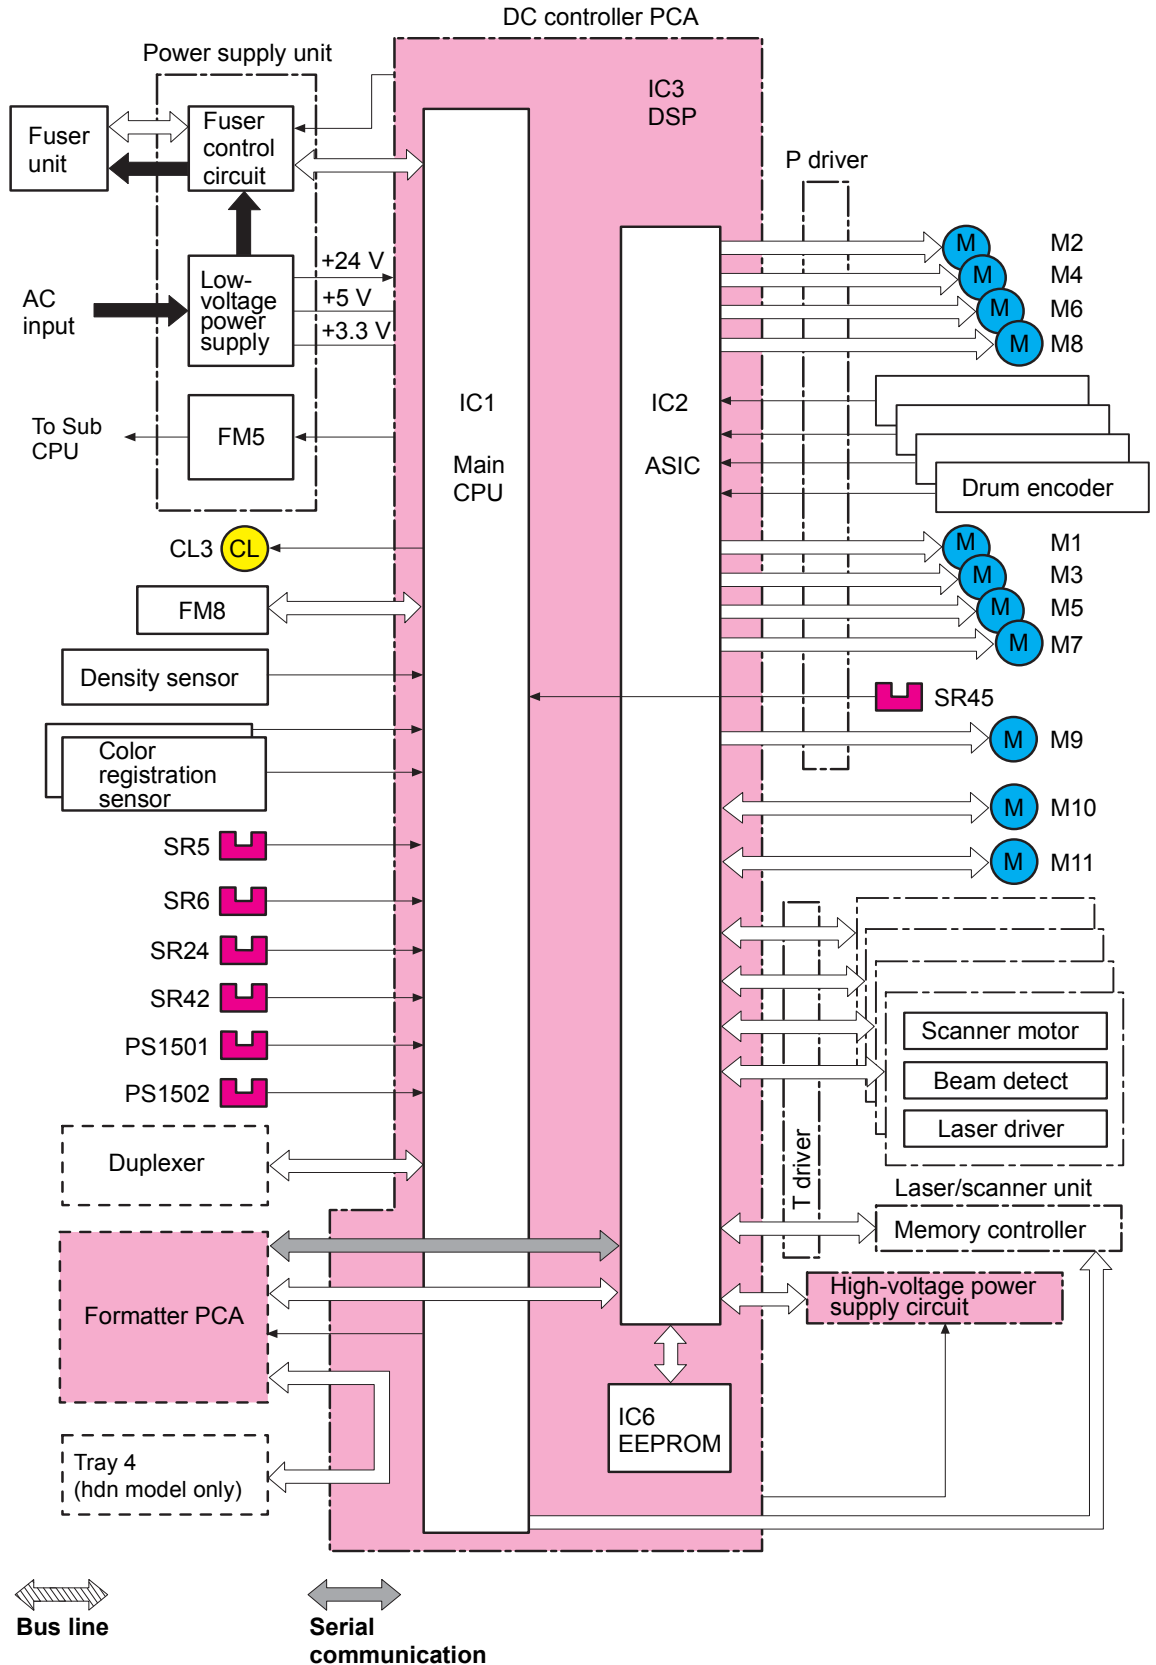 DC controller PCA
Power supply unit
IC3
DSP
Fuser
unit
Fuser
control
circuit
P driver
M
M2
M
M4
M
M6
M
M8
+24 V
+5 V
+3.3 V
Low-
voltage
power
supply
AC
input
IC1
Main
CPU
IC2
ASIC
To Sub
CPU
FM5
Drum encoder
CL3
CL
M
M1
M
M3
M
M5
M
M7
FM8
Density sensor
SR45
Color
registration
sensor
M
M9
M
M10
SR5
M
M11
SR6
SR24
SR42
PS1501
PS1502
Scanner motor
Beam detect
Laser driver
T driver
Duplexer
Laser/scanner unit
Memory controller
High-voltage power
supply circuit
Formatter PCA
IC6
EEPROM
Tray 4
(hdn model only)
Bus line
Serial
communication